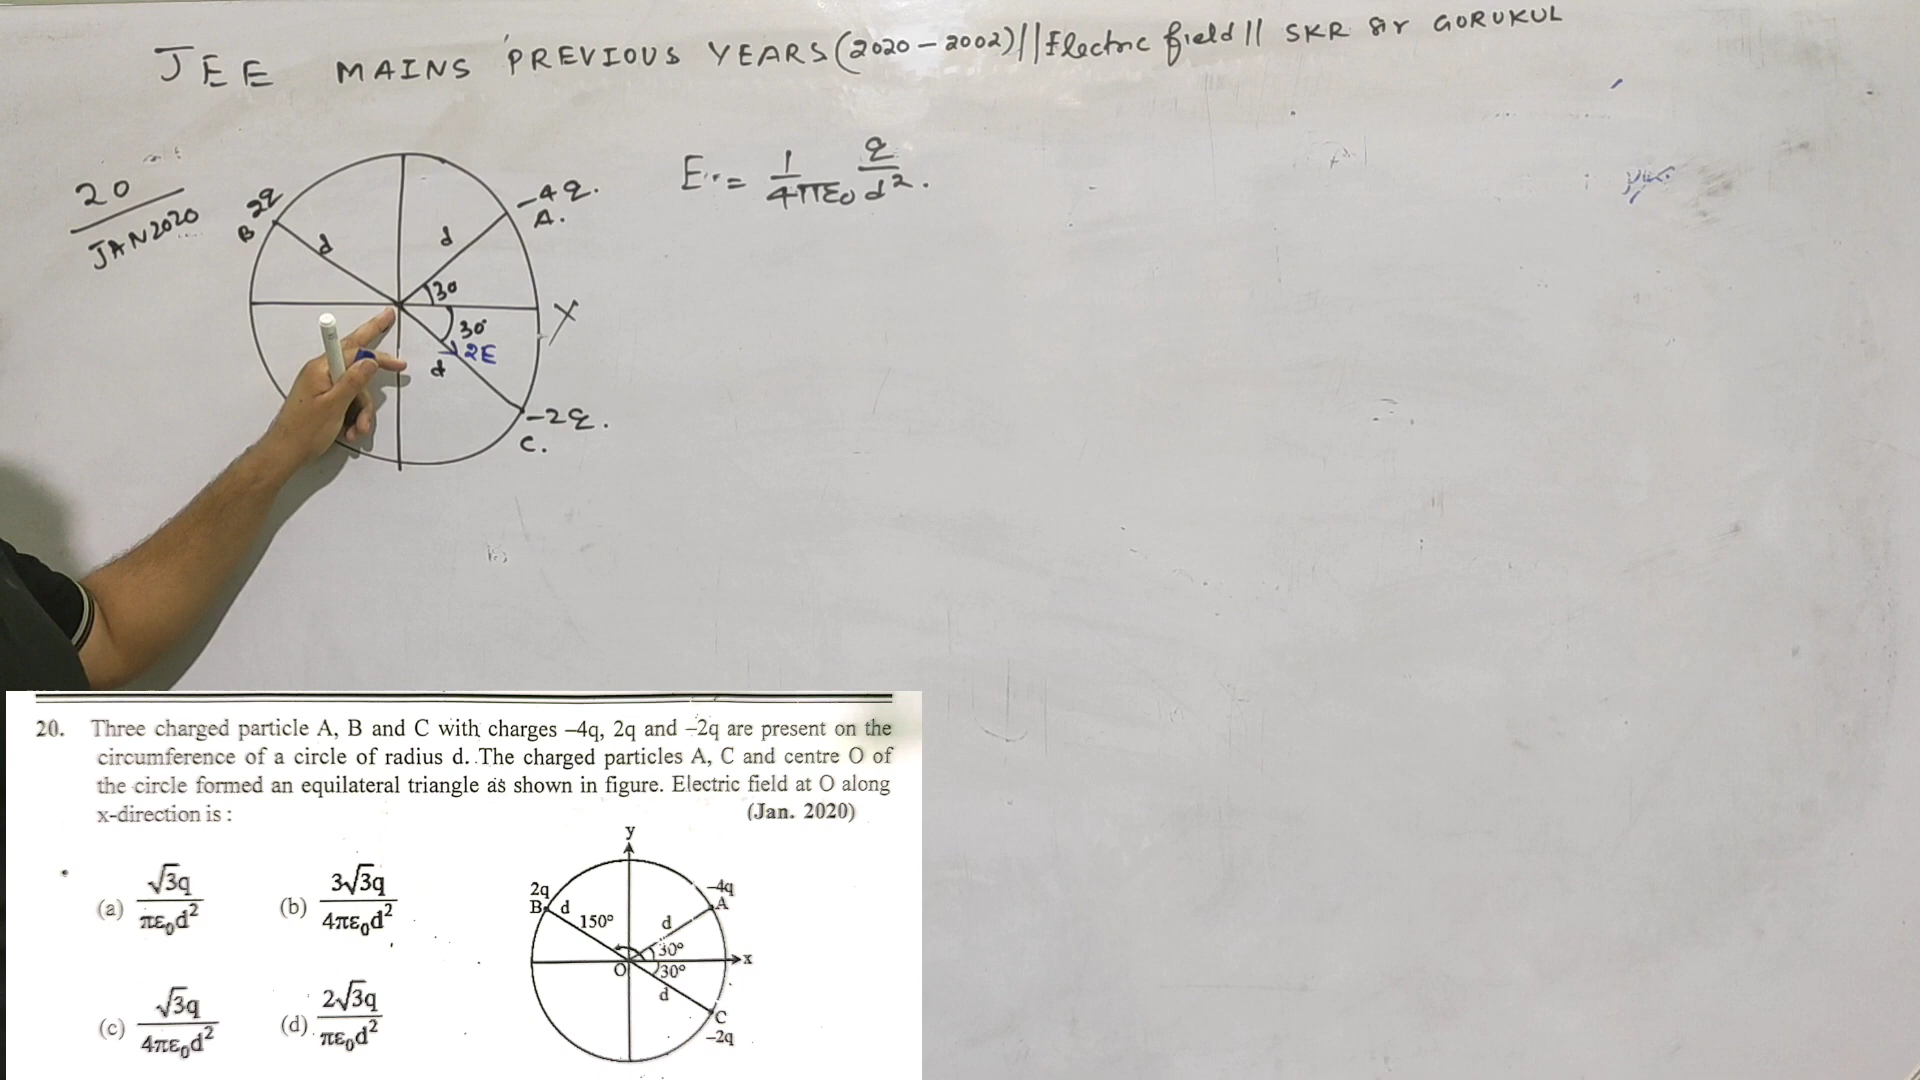 JEE MAINS PREVIOUS YEARS (2020-2002)//Electric field// SKR Sir GORUKUL
20
JAN 2020
2q
B
d
d
-4q.
A.
30
X
30°
2E
d
-2q.
C.
E = 1/4πε0 q/d².
20. Three charged particle A, B and C with charges –4q, 2q and –2q are present on the
circumference of a circle of radius d. The charged particles A, C and centre O of
the circle formed an equilateral triangle as shown in figure. Electric field at O along
x-direction is :
(Jan. 2020)
(a) √3q/πε₀d²
(b) 3√3q/4πε₀d²
(c) √3q/4πε₀d²
(d) 2√3q/πε₀d²
y
2q
B d
150°
–4q
A
d
30°
x
O
30°
d
C
–2q